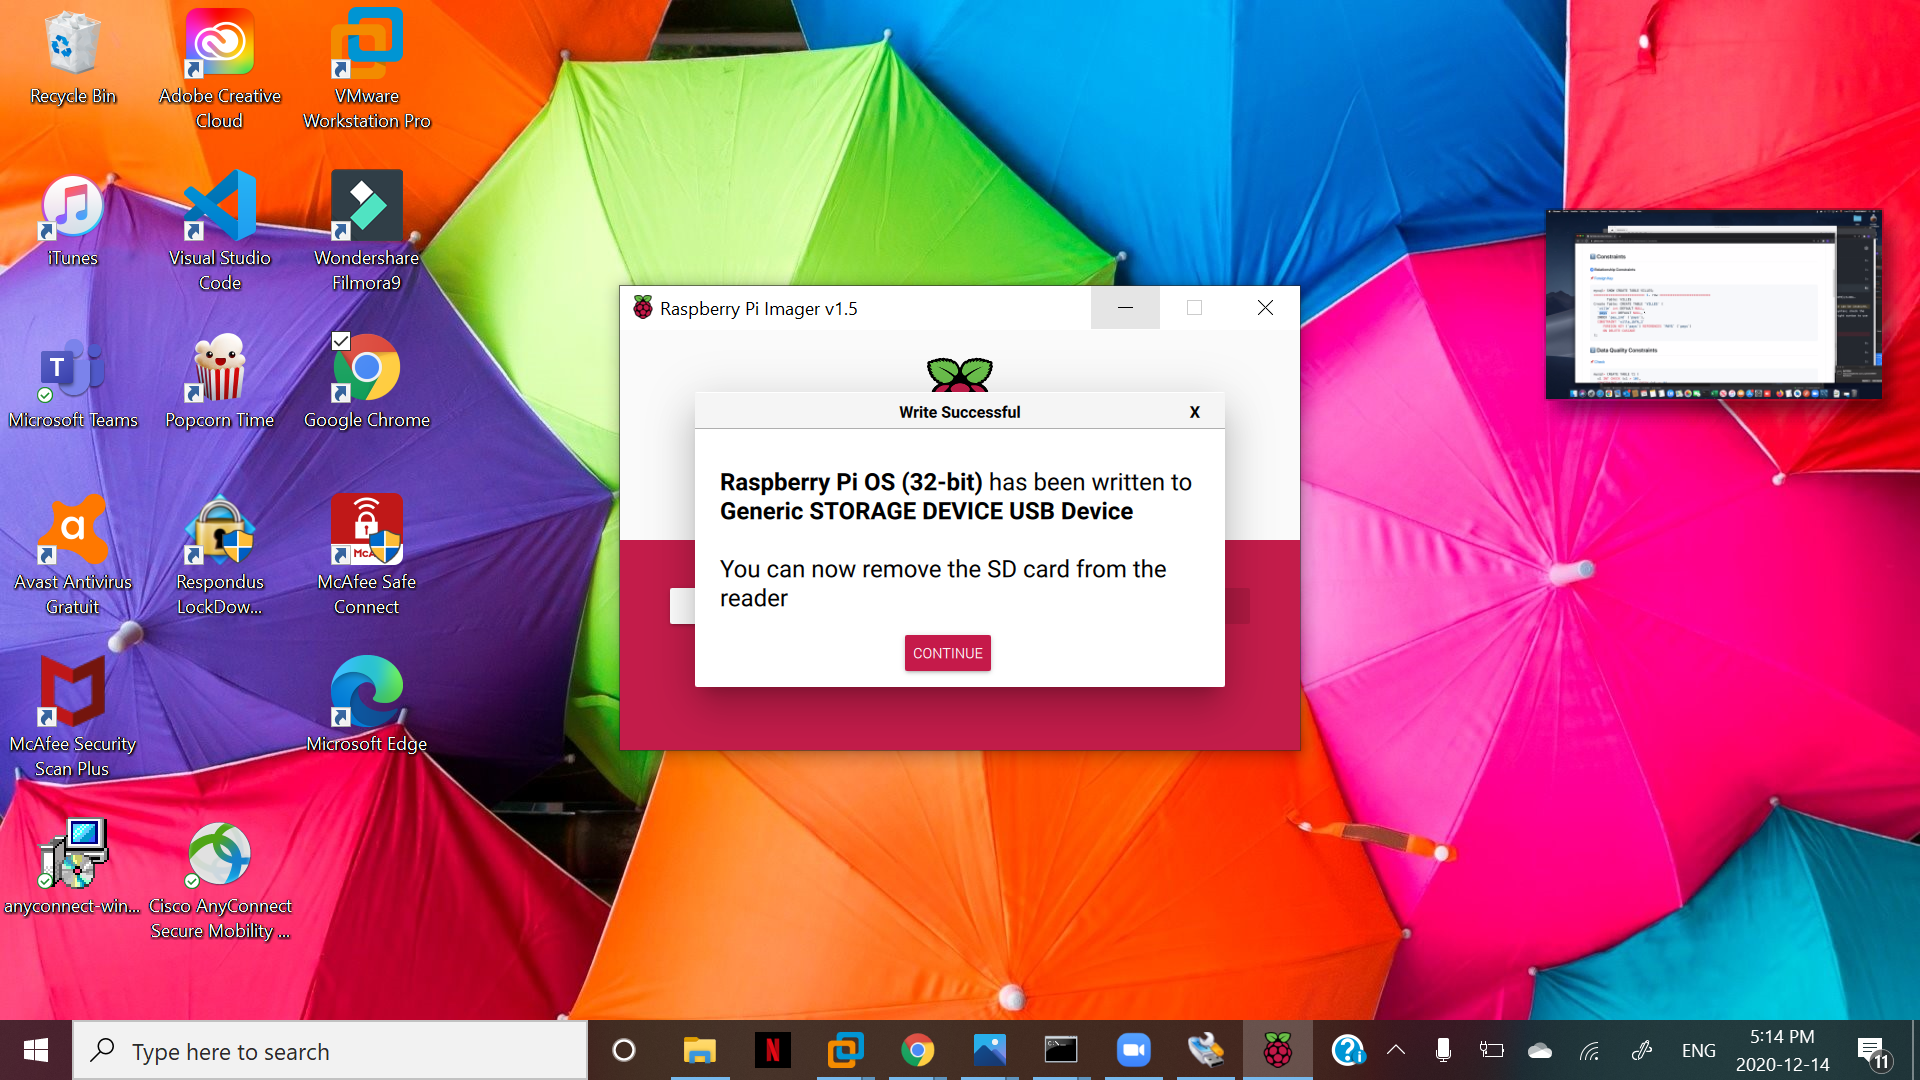 Recycle Bin
Adobe Creative
Cloud
VMware
Workstation Pro
iTunes
Visual Studio
Code
Wondershare
Filmora9
Microsoft Teams
Popcorn Time
Google Chrome
Avast Antivirus
Gratuit
Respondus
LockDow...
McAfee Safe
Connect
McAfee Security
Scan Plus
Microsoft Edge
anyconnect-win...
Cisco AnyConnect
Secure Mobility ...
Raspberry Pi Imager v1.5
Write Successful
X
Raspberry Pi OS (32-bit) has been written to
Generic STORAGE DEVICE USB Device
You can now remove the SD card from the
reader
CONTINUE
Constraints
Data Quality Constraints
Type here to search
ENG
5:14 PM
2020-12-14
11